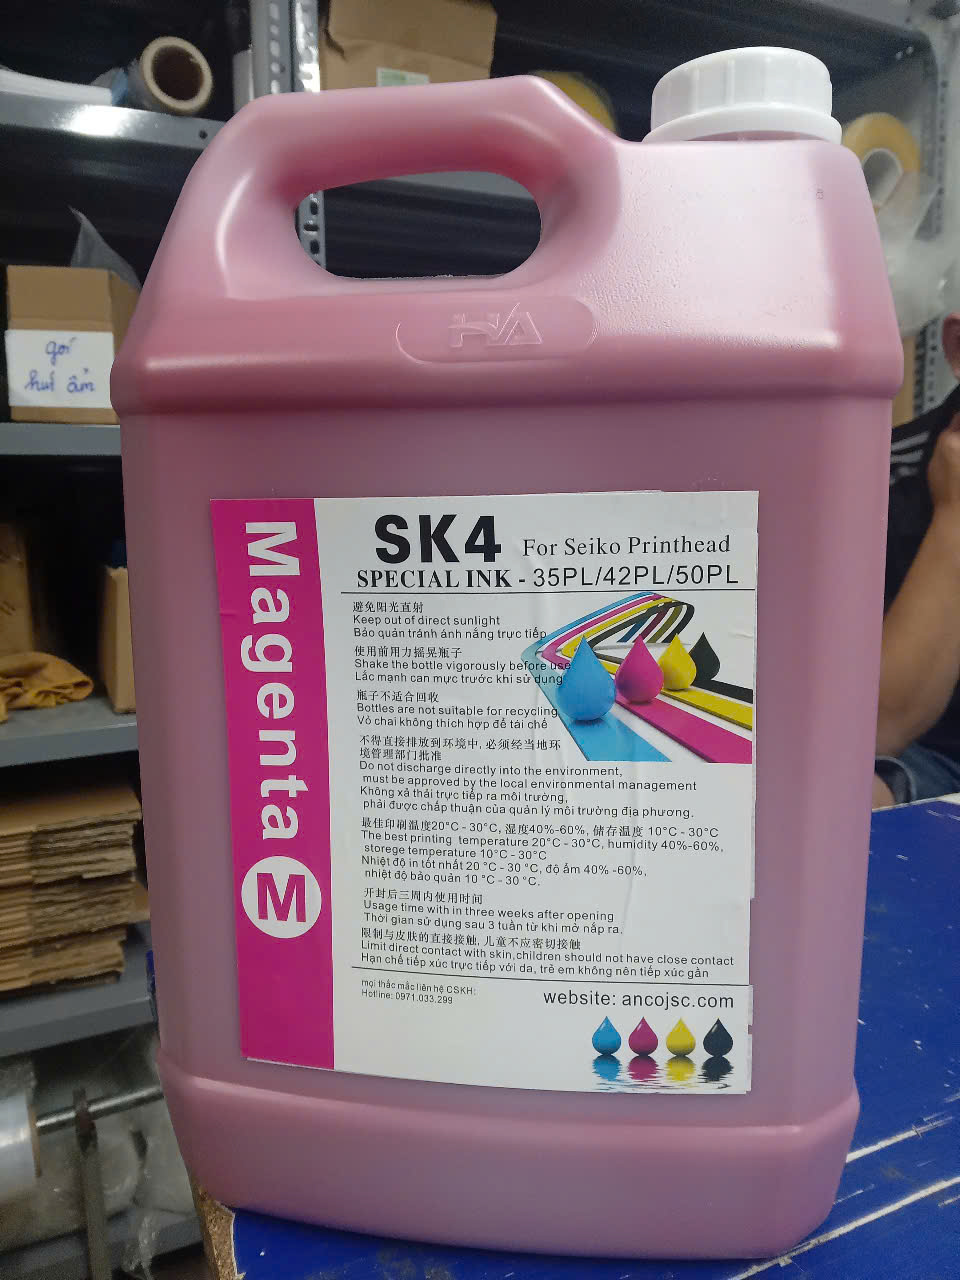 HA
gói
hút ẩm
Magenta M
SK4 For Seiko Printhead
SPECIAL INK - 35PL/42PL/50PL
避免阳光直射
Keep out of direct sunlight
Bảo quản tránh ánh nắng trực tiếp
使用前用力摇晃瓶子
Shake the bottle vigorously before use
Lắc mạnh can mực trước khi sử dụng
瓶子不适合回收
Bottles are not suitable for recycling
Vỏ chai không thích hợp để tái chế
不得直接排放到环境中, 必须经当地环
境管理部门批准
Do not discharge directly into the environment,
must be approved by the local environmental management
Không xả thải trực tiếp ra môi trường,
phải được chấp thuận của quản lý môi trường địa phương.
最佳印刷温度20°C - 30°C, 湿度40%-60%, 储存温度 10°C - 30°C
The best printing temperature 20°C - 30°C, humidity 40%-60%,
storege temperature 10°C - 30°C
Nhiệt độ in tốt nhất 20 °C - 30 °C, độ ẩm 40% -60%,
nhiệt độ bảo quản 10 °C - 30 °C.
开封后三周内使用时间
Usage time with in three weeks after opening
Thời gian sử dụng sau 3 tuần từ khi mở nắp ra.
限制与皮肤的直接接触, 儿童不应密切接触
Limit direct contact with skin,children should not have close contact
Hạn chế tiếp xúc trực tiếp với da, trẻ em không nên tiếp xúc gần
mọi thắc mắc liên hệ CSKH:
Hotline: 0971.033.299
website: ancojsc.com